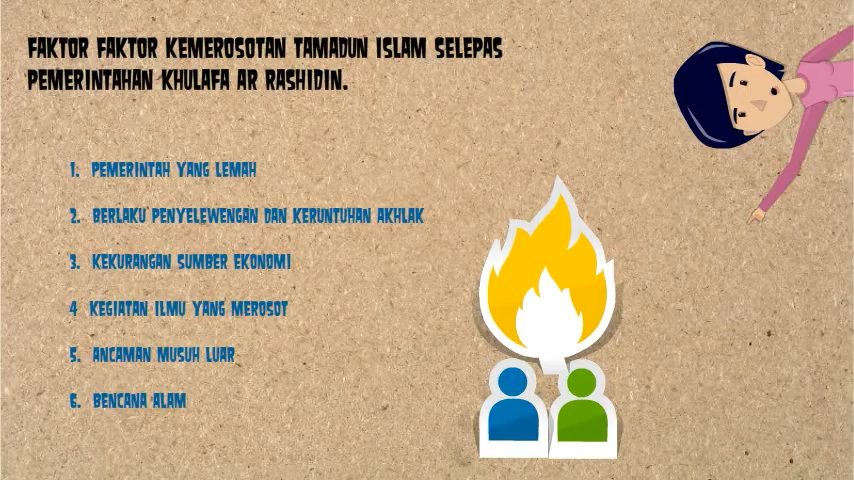 FAKTOR FAKTOR KEMEROSOTAN TAMADUN ISLAM SELEPAS
PEMERINTAHAN KHULAFA AR RASHIDIN.
1. PEMERINTAH YANG LEMAH
2. BERLAKU PENYELEWENGAN DAN KERUNTUHAN AKHLAK
3. KEKURANGAN SUMBER EKONOMI
4 KEGIATAN ILMU YANG MEROSOT
5. ANCAMAN MUSUH LUAR
6. BENCANA ALAM